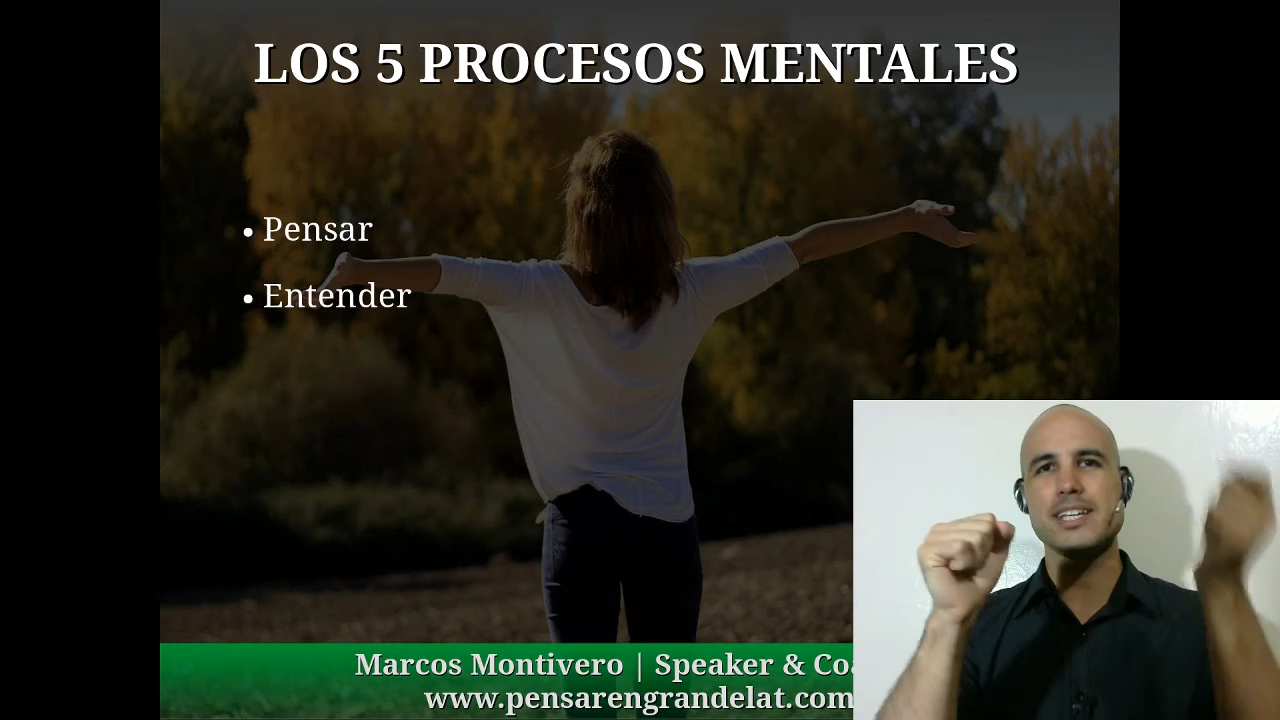 LOS 5 PROCESOS MENTALES
• Pensar
• Entender
Marcos Montivero | Speaker &
www.pensarengrandelat.com